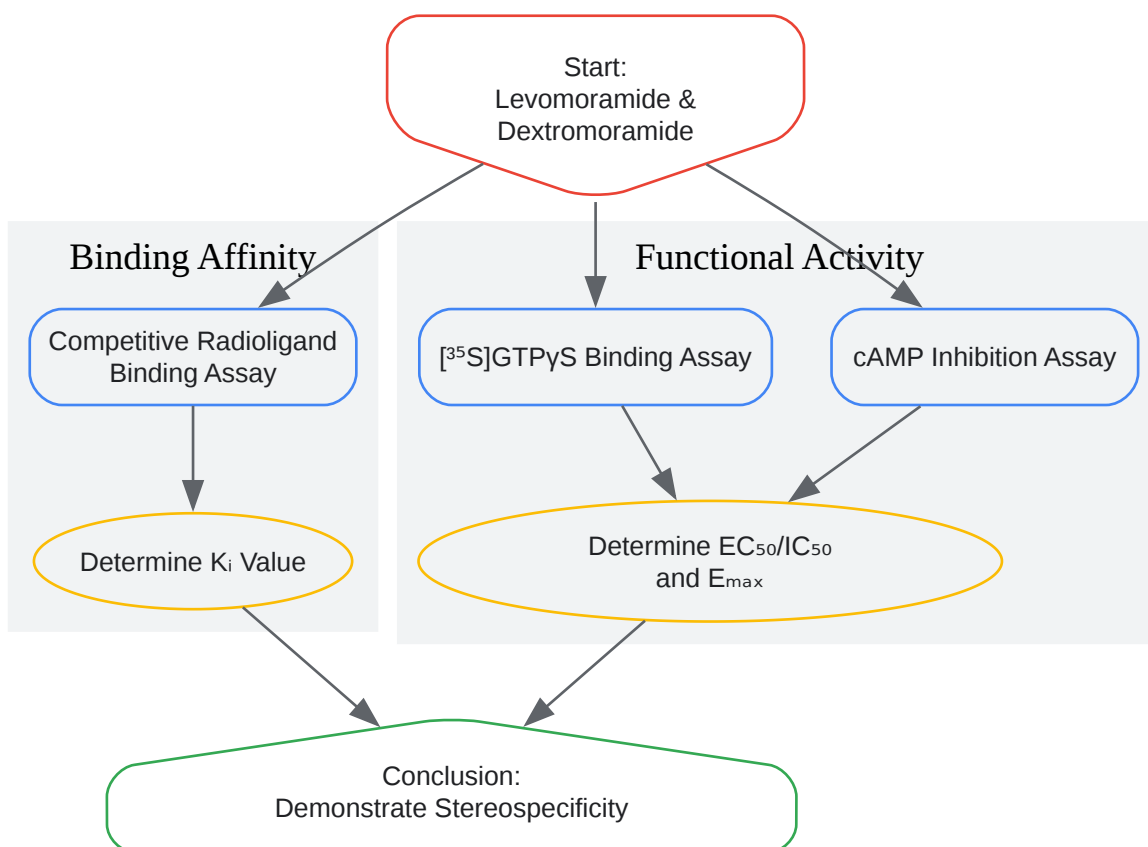 Start:
Levomoramide &
Dextromoramide
Binding Affinity
Functional Activity
Competitive Radioligand
Binding Assay
[³⁵S]GTPγS Binding Assay
cAMP Inhibition Assay
Determine Kᵢ Value
Determine EC₅₀/IC₅₀
and Eₘₐₓ
Conclusion:
Demonstrate Stereospecificity